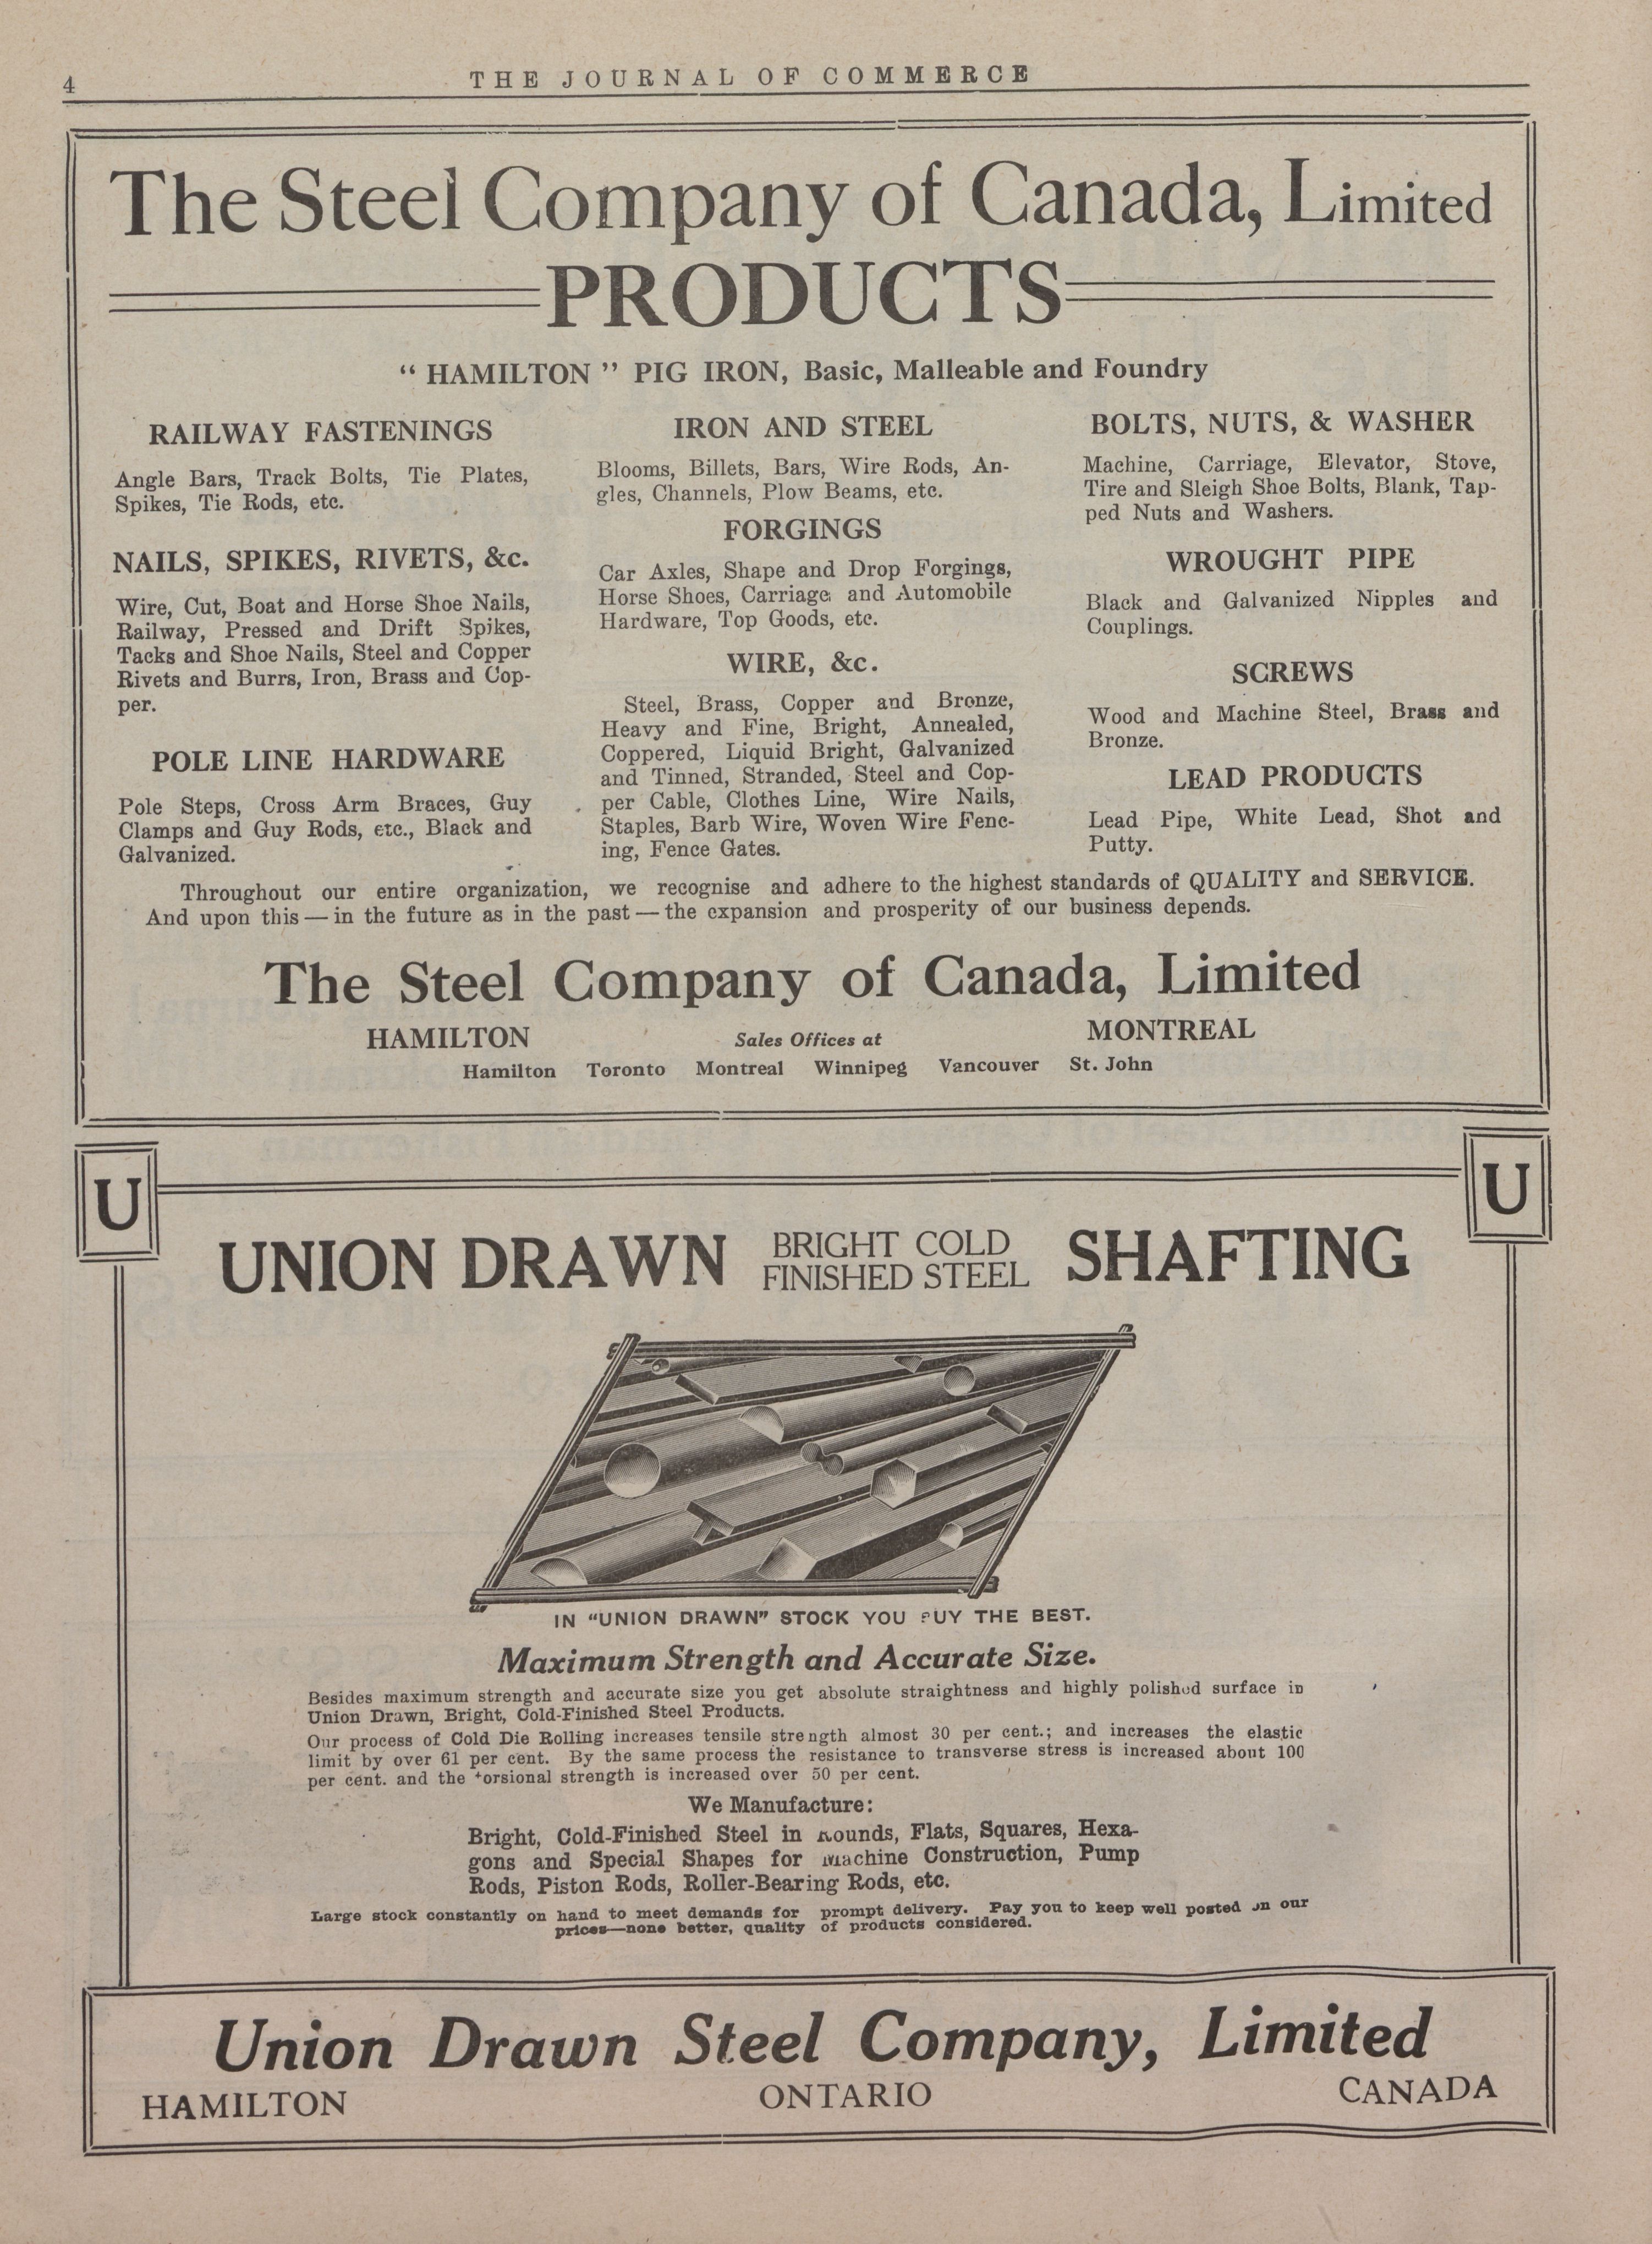 4
THE JOURNAL OF COMMERCE
The Steel Company of Canada, Limited
PRODUCTS
“ HAMILTON ” PIG IRON, Basic, Malleable and Foundry
RAILWAY FASTENINGS
Angle Bars, Track Bolts, Tie Plates,
Spikes, Tie Rods, etc.
NAILS, SPIKES, RIVETS, &c.
Wire, Cut, Boat and Horse Shoe Nails,
Railway, Pressed and Drift Spikes,
Tacks and Shoe Nails, Steel and Copper
Rivets and Burrs, Iron, Brass and Cop-
per.
POLE LINE HARDWARE
Pole Steps, Cross Arm Braces, Guy
Clamps and Guy Rods, etc., Black and
Galvanized.
IRON AND STEEL
Blooms, Billets, Bars, Wire Rods, An-
gles, Channels, Plow Beams, etc.
FORGINGS
Car Axles, Shape and Drop Forgings,
Horse Shoes, Carriage and Automobile
Hardware, Top Goods, etc.
WIRE, &c.
Steel, Brass, Copper and Bronze,
Heavy and Fine, Bright, Annealed,
Coppered, Liquid Bright, Galvanized
and Tinned, Stranded, Steel and Cop-
per Cable, Clothes Line, Wire Nails,
Staples, Barb Wire, Woven Wire Fenc-
ing, Fence Gates.
BOLTS, NUTS, & WASHER
Machine, Carriage, Elevator, Stove,
Tire and Sleigh Shoe Bolts, Blank, Tap-
ped Nuts and Washers.
WROUGHT PIPE
Black and Galvanized Nipples and
Couplings.
SCREWS
Wood and Machine Steel, Brass and
Bronze.
LEAD PRODUCTS
Lead Pipe, White Lead, Shot and
Putty.
Throughout our entire organization, we recognise and adhere to the highest standards of QUALITY and SERVICE.
And upon this — in the future as in the past — the expansion and prosperity of our business depends.
The Steel Company of Canada, Limited
HAMILTON Sales Offices at MONTREAL
Hamilton Toronto Montreal Winnipeg Vancouver St. John
U U
UNION DRAWN BRIGHT COLD FINISHED STEEL SHAFTING
IN “UNION DRAWN” STOCK YOU BUY THE BEST.
Maximum Strength and Accurate Size.
Besides maximum strength and accurate size you get absolute straightness and highly polished surface in
Union Drawn, Bright, Cold-Finished Steel Products.
Our process of Cold Die Rolling increases tensile strength almost 30 per cent.; and increases the elastic
limit by over 61 per cent. By the same process the resistance to transverse stress is increased about 100
per cent. and the torsional strength is increased over 50 per cent.
We Manufacture:
Bright, Cold-Finished Steel in Rounds, Flats, Squares, Hexa-
gons and Special Shapes for Machine Construction, Pump
Rods, Piston Rods, Roller-Bearing Rods, etc.
Large stock constantly on hand to meet demands for prompt delivery. Pay you to keep well posted on our
prices—none better, quality of products considered.
Union Drawn Steel Company, Limited
HAMILTON ONTARIO CANADA